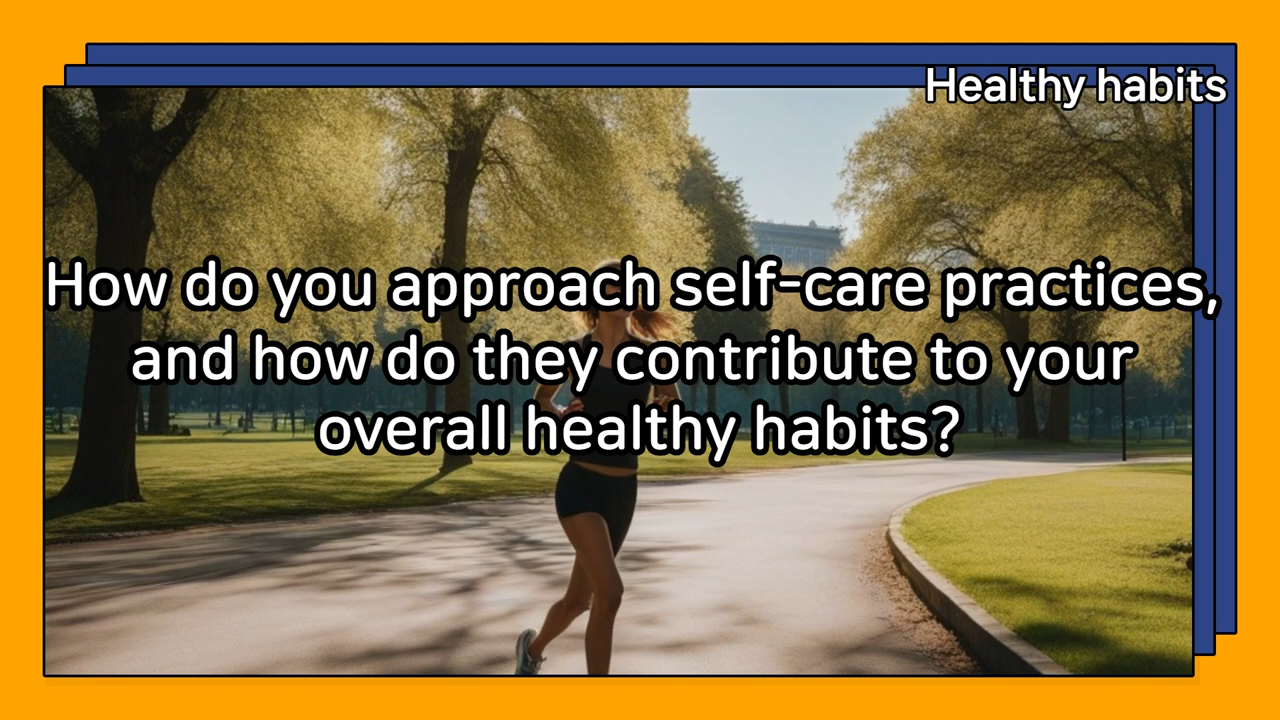 Healthy habits
How do you approach self-care practices,
and how do they contribute to your
overall healthy habits?